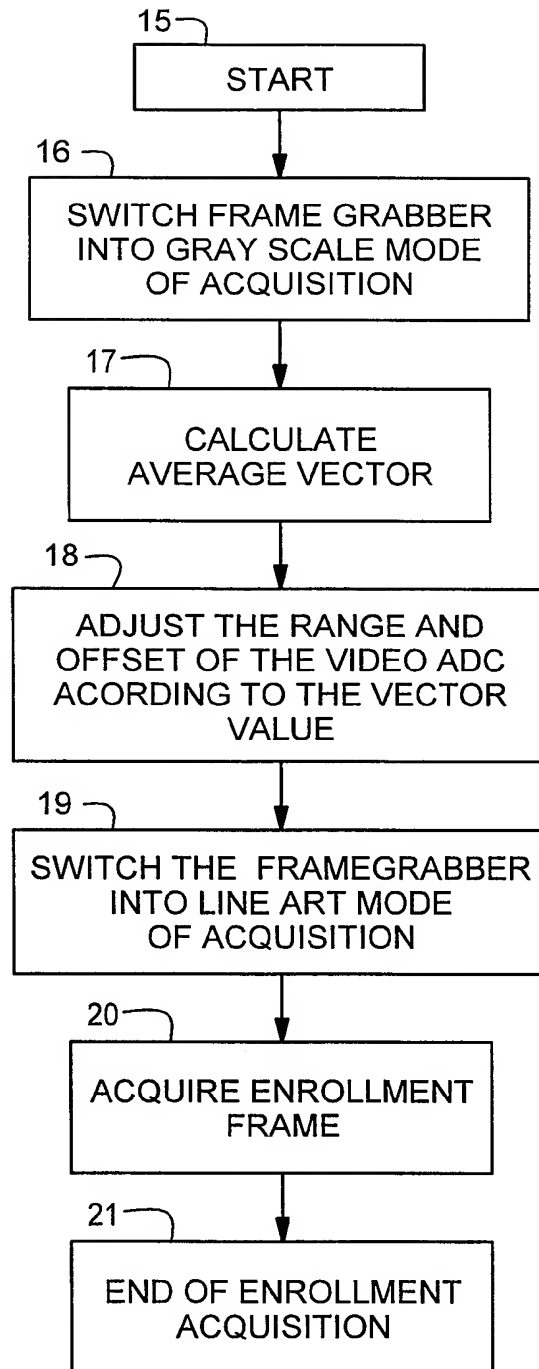 15
START
16
SWITCH FRAME GRABBER
INTO GRAY SCALE MODE
OF ACQUISITION
17
CALCULATE
AVERAGE VECTOR
18
ADJUST THE RANGE AND
OFFSET OF THE VIDEO ADC
ACORDING TO THE VECTOR
VALUE
19
SWITCH THE FRAMEGRABBER
INTO LINE ART MODE
OF ACQUISITION
20
ACQUIRE ENROLLMENT
FRAME
21
END OF ENROLLMENT
ACQUISITION